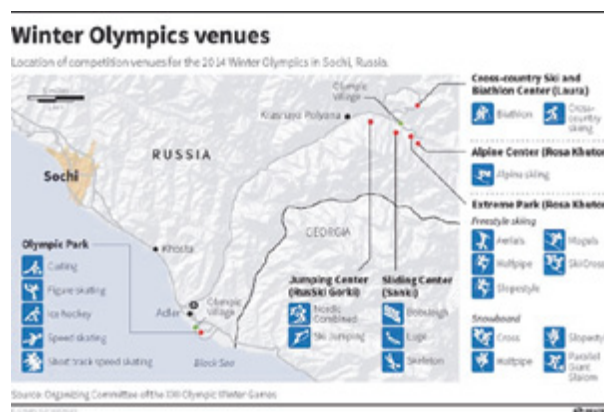 Winter Olympics venues
Location of competition venues for the 2014 Winter Olympics in Sochi, Russia.
Olympic
Village
Krasnaya Polyana
RUSSIA
Sochi
GEORGIA
Khosta
Adler
Olympic
village
Black Sea
Cross-country Ski and
Biathlon Center (Laura)
Biathlon
Cross-
country
skiing
Alpine Center (Rosa Khutor
Alpine skiing
Extreme Park (Rosa Khutor
Freestyle skiing
Aerials
Moguls
Halfpipe
SkiCross
Slopestyle
Snowboard
Cross
Slopesty
Halfpipe
Parallel
Giant
Slalom
Olympic Park
Curling
Figure skating
Ice hockey
Speed skating
Short track speed skating
Jumping Center
(RusSki Gorki)
Nordic
Combined
Ski Jumping
Sliding Center
(Sanki)
Bobsleigh
Luge
Skeleton
Source: Organizing Committee of the XXII Olympic Winter Games